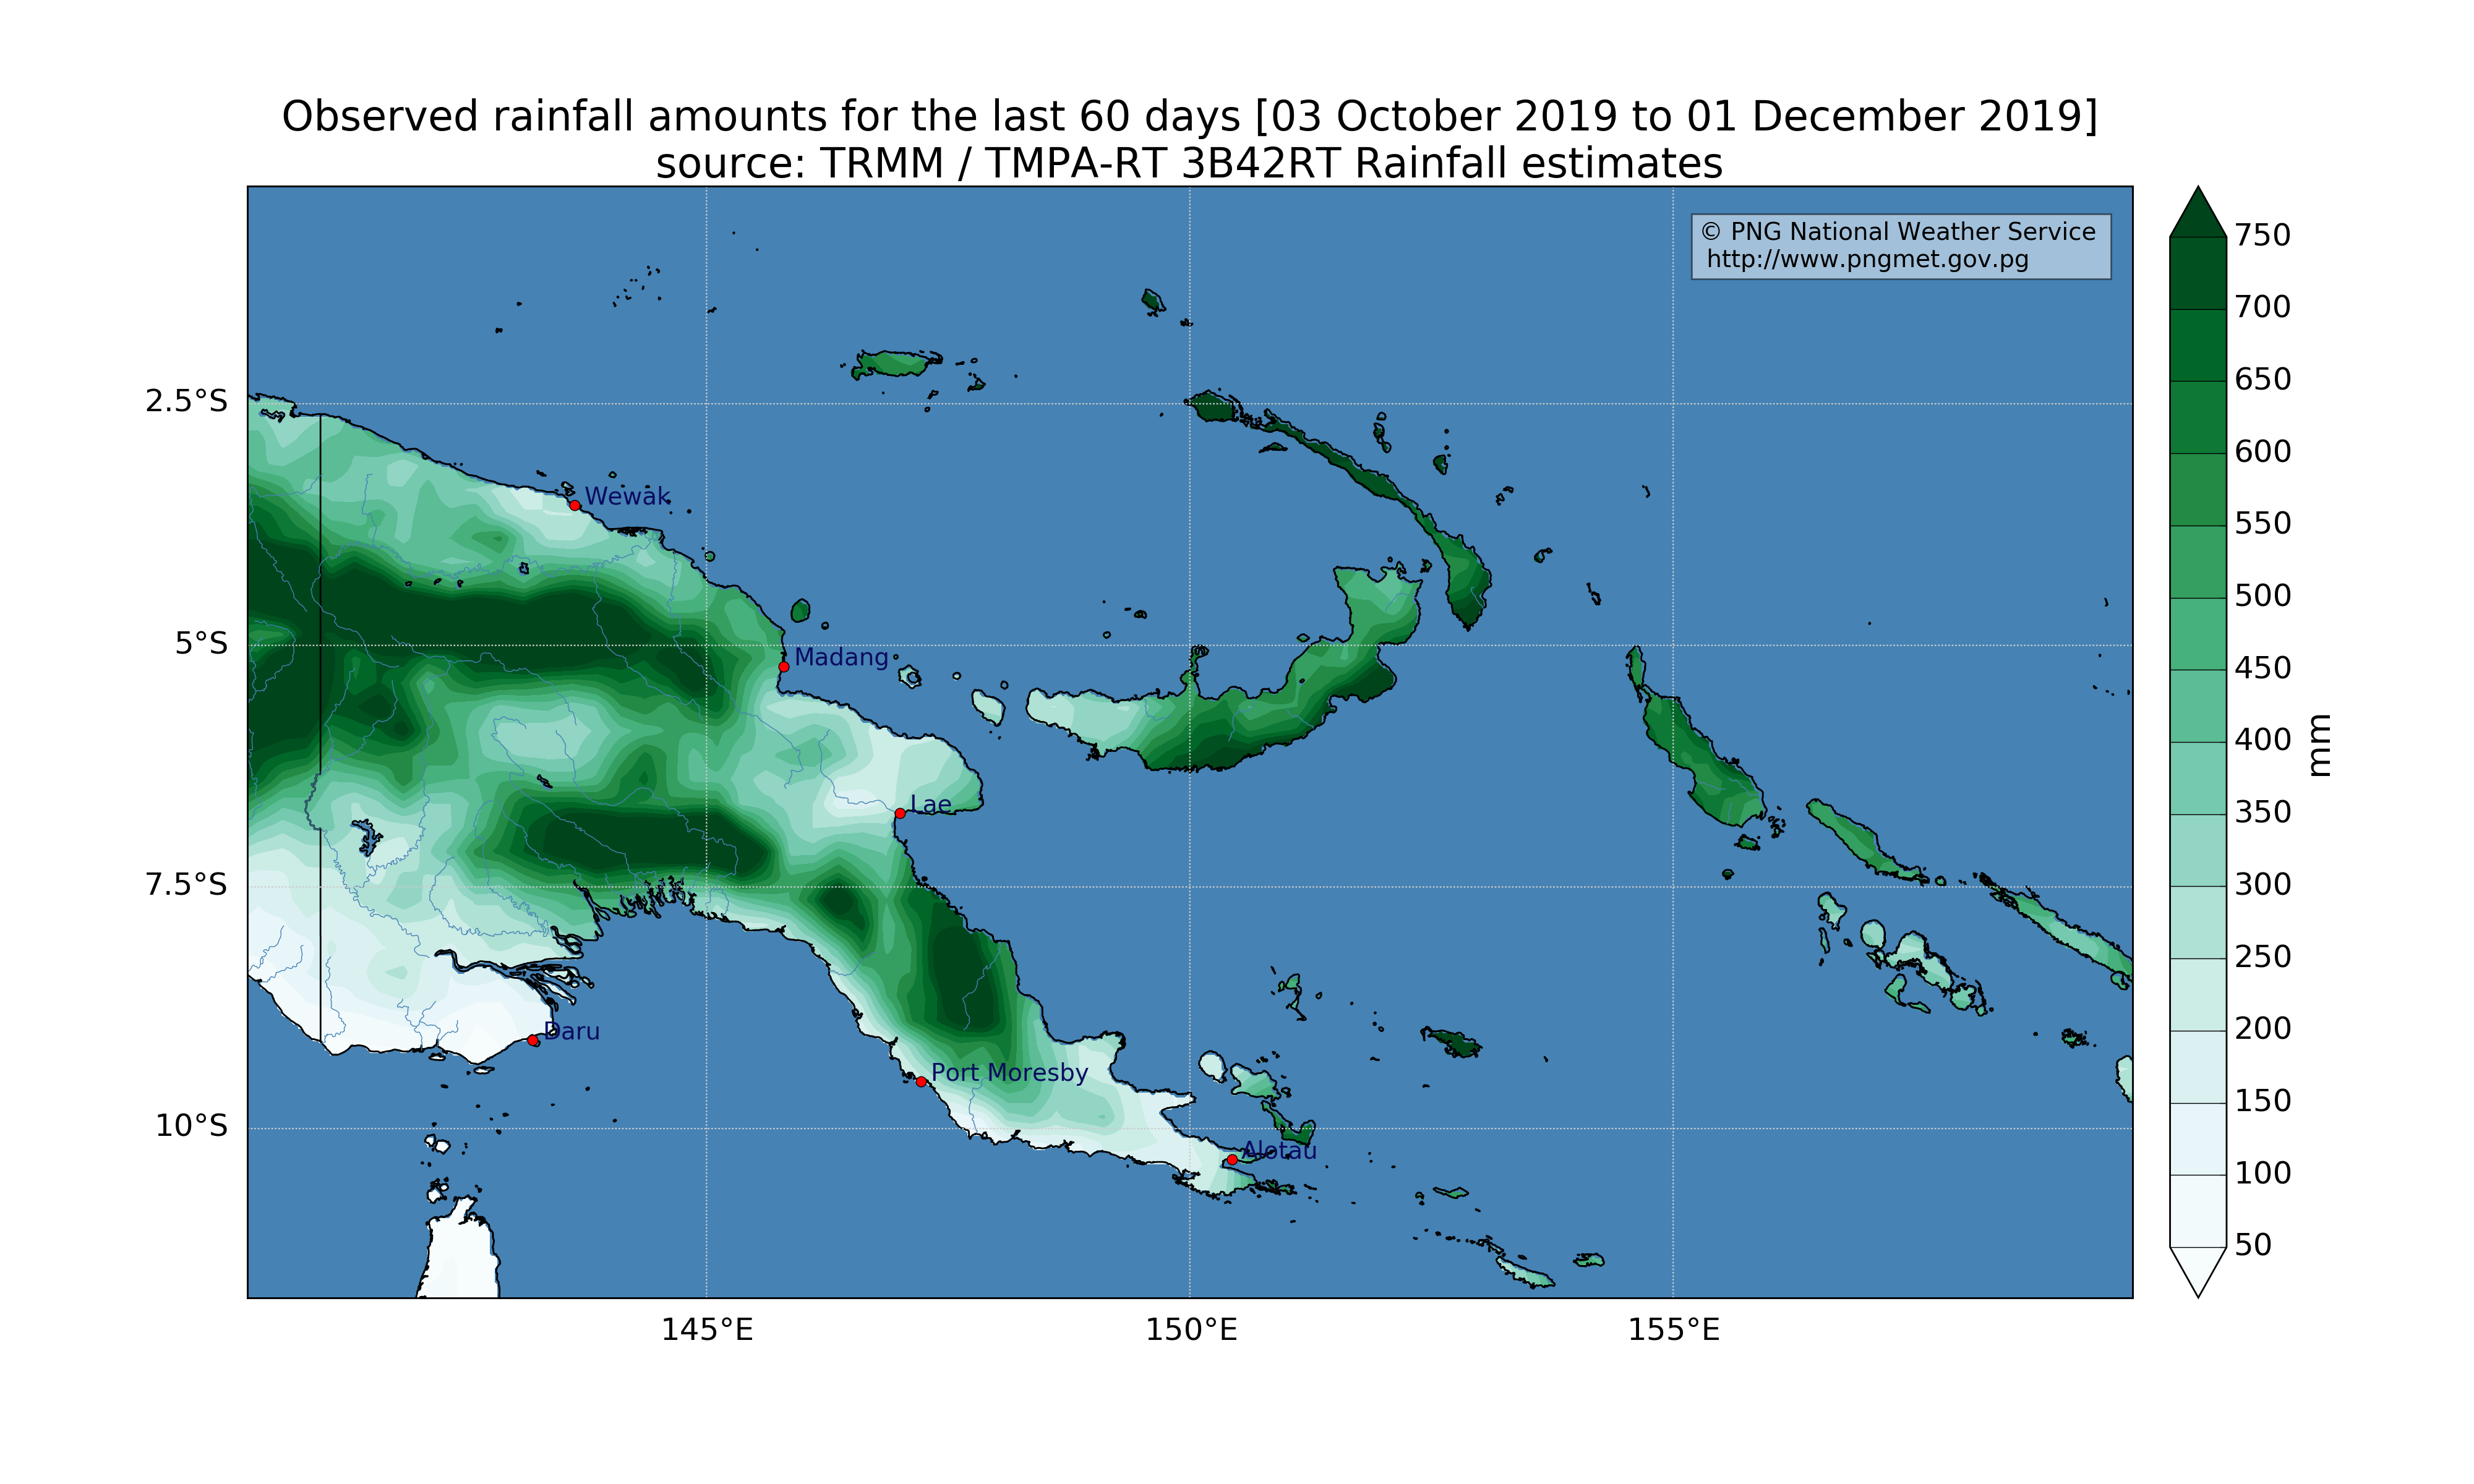 Observed rainfall amounts for the last 60 days [03 October 2019 to 01 December 2019]
source: TRMM / TMPA-RT 3B42RT Rainfall estimates
© PNG National Weather Service
http://www.pngmet.gov.pg
750
700
650
600
550
500
450
400
350
300
250
200
150
100
50
mm
2.5°S
5°S
7.5°S
10°S
Wewak
Madang
Lae
Daru
Port Moresby
Alotau
145°E
150°E
155°E